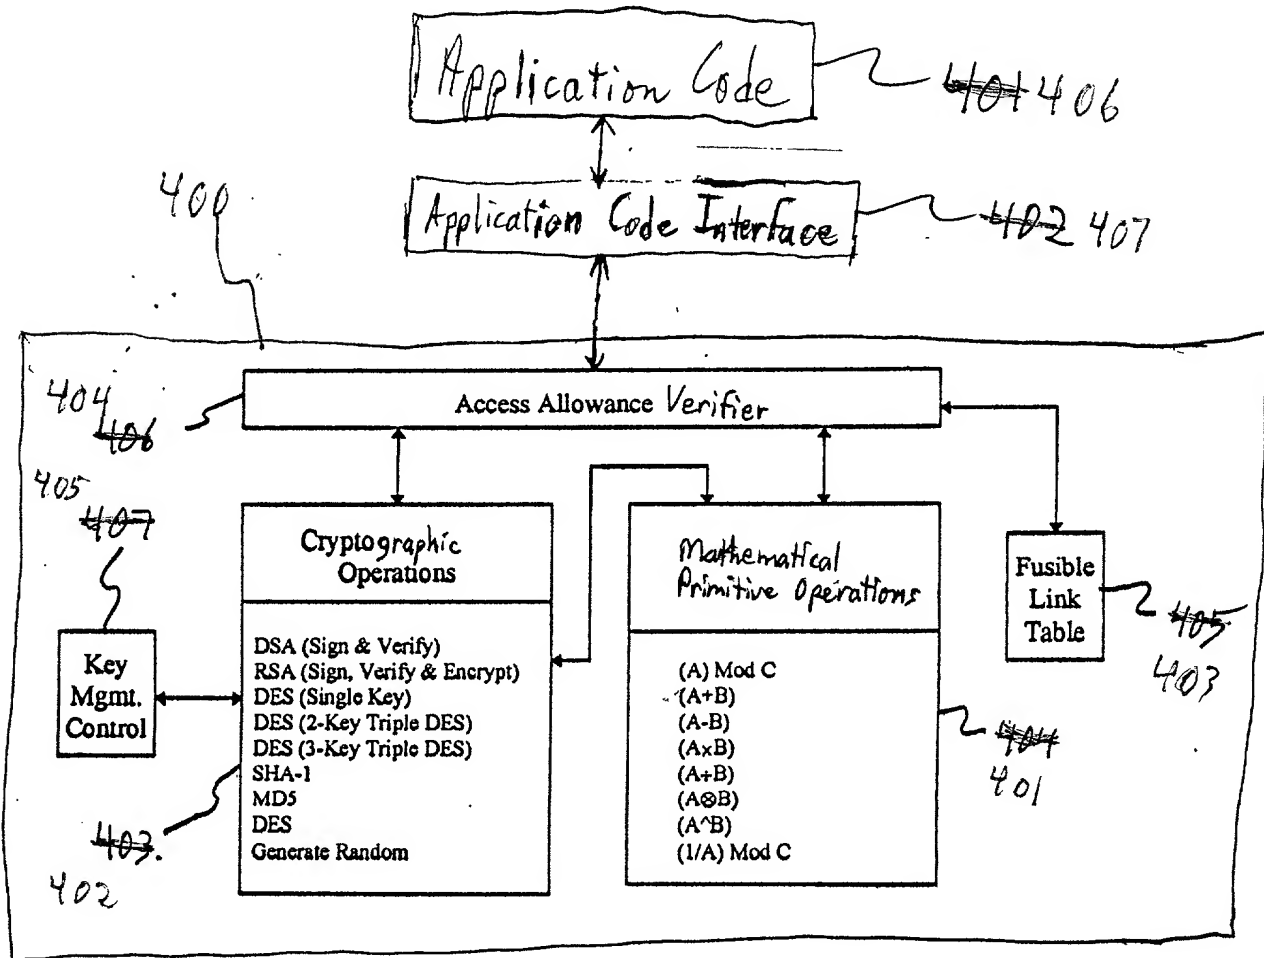 Application Code
401 406
Application Code Interface
402 407
400
Access Allowance Verifier
404
406
405
407
Cryptographic
Operations
DSA (Sign & Verify)
RSA (Sign, Verify & Encrypt)
DES (Single Key)
DES (2-Key Triple DES)
DES (3-Key Triple DES)
SHA-1
MD5
DES
Generate Random
Mathematical
Primitive Operations
(A) Mod C
(A+B)
(A-B)
(AxB)
(A+B)
(A⊗B)
(A^B)
(1/A) Mod C
Fusible
Link
Table
405
403
Key
Mgmt.
Control
404
401
403.
402